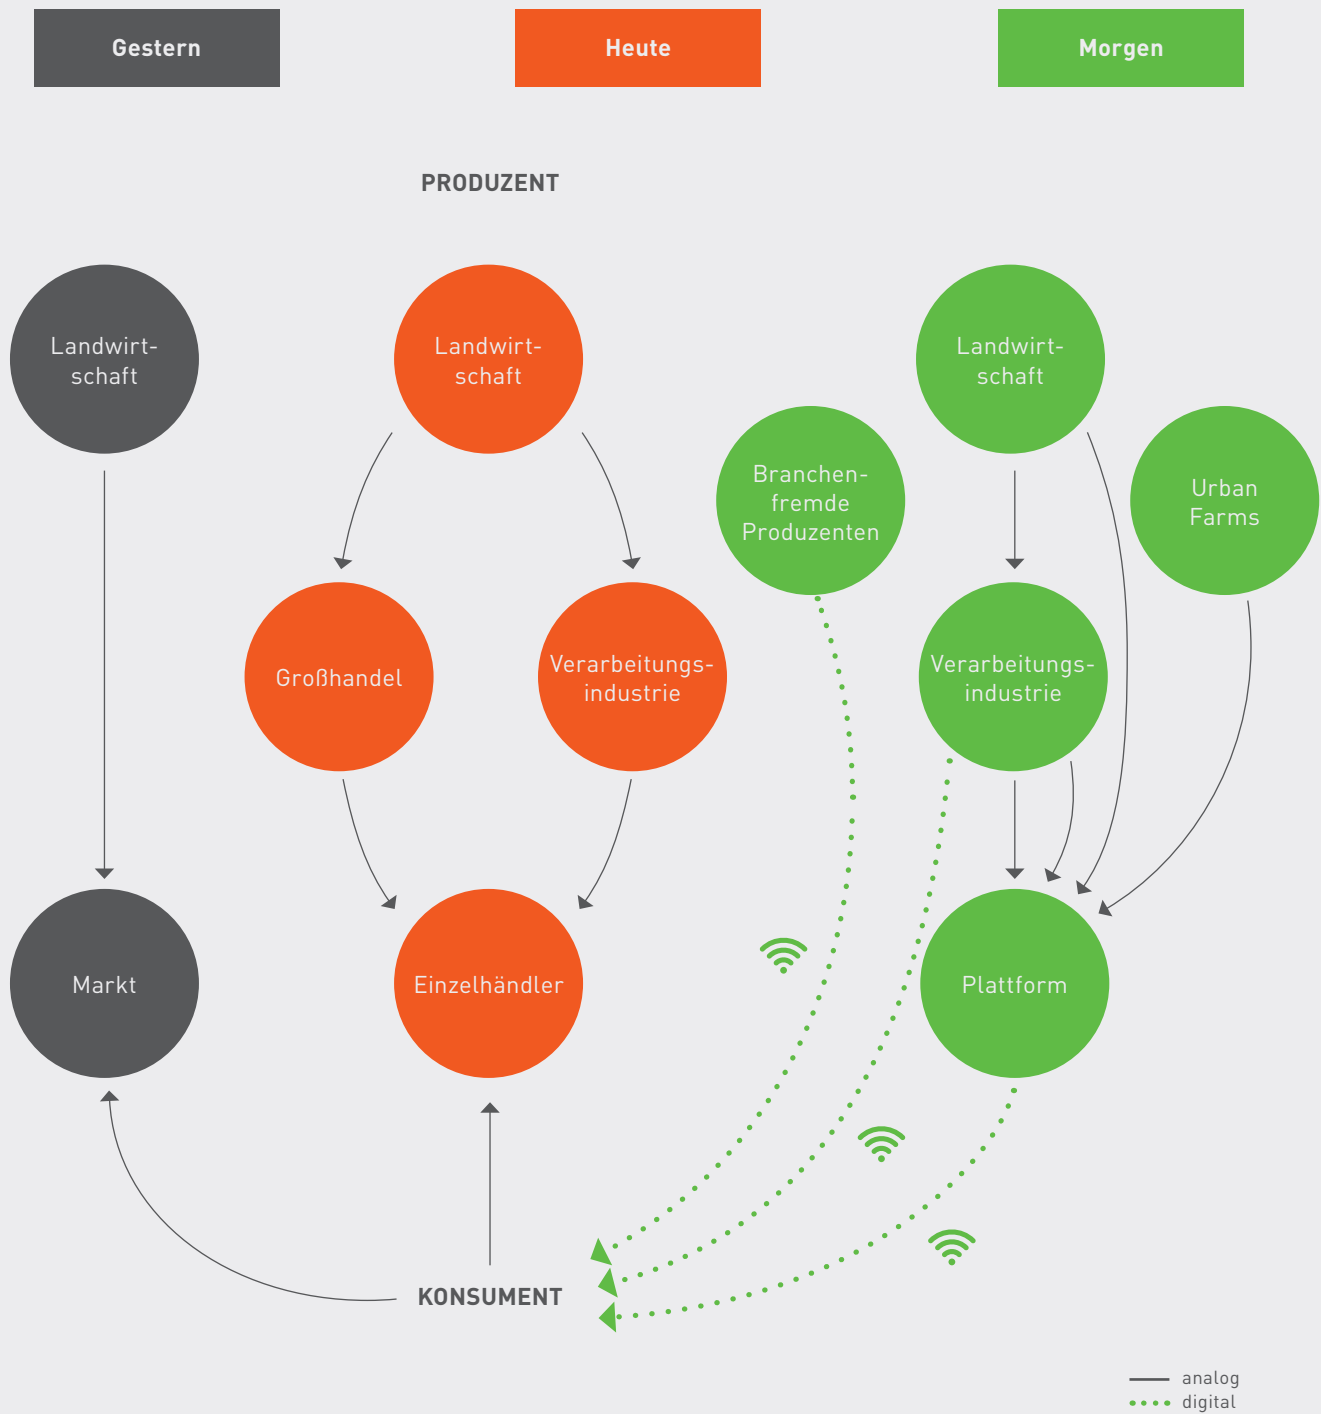 Gestern
Heute
Morgen
PRODUZENT
Landwirt-
schaft
Landwirt-
schaft
Landwirt-
schaft
Branchen-
fremde
Produzenten
Urban
Farms
Großhandel
Verarbeitungs-
industrie
Verarbeitungs-
industrie
Markt
Einzelhändler
Plattform
KONSUMENT
analog
digital